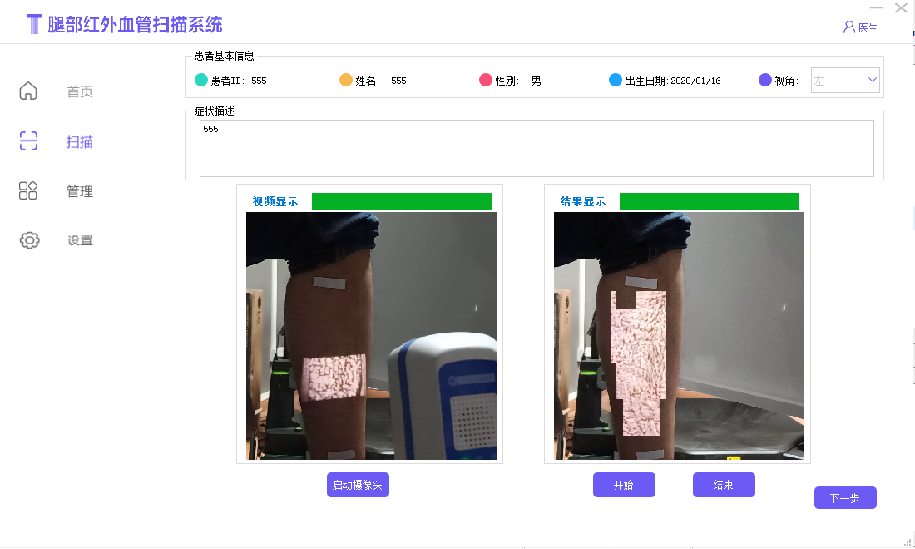 腿部红外血管扫描系统
医生
首页
扫描
管理
设置
患者基本信息
患者ID: 555
姓名 555
性别: 男
出生日期:2020/01/16
视角:
左
症状描述
555
视频显示
结果显示
启动摄像头
开始
结束
下一步